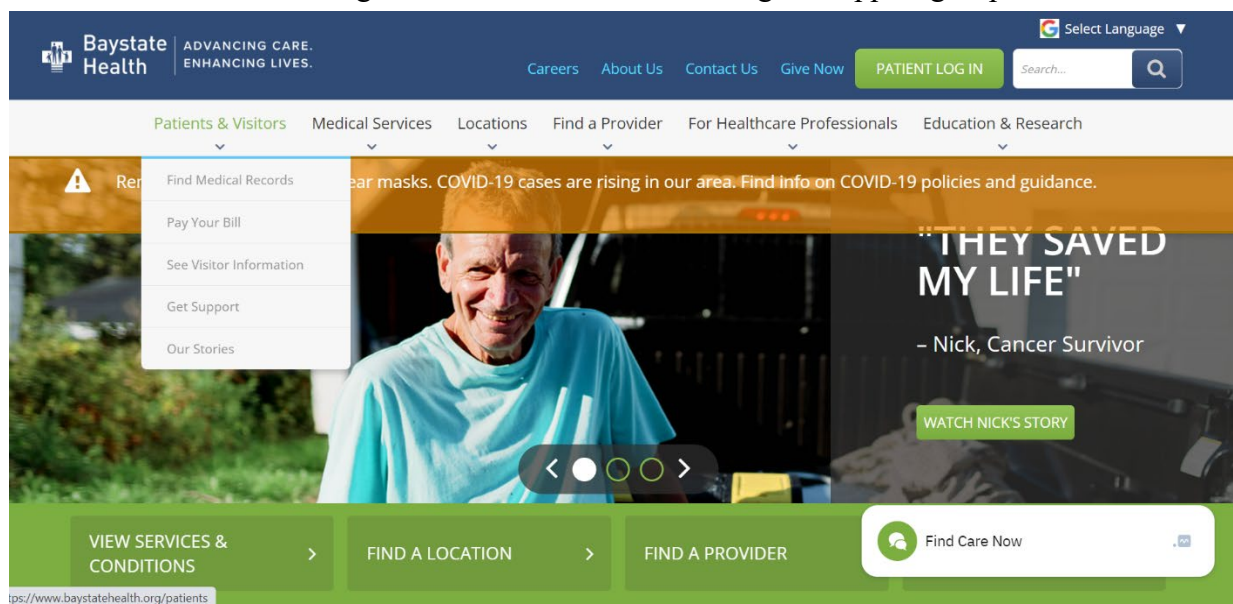 Select Language ▼
Baystate
Health
ADVANCING CARE.
ENHANCING LIVES.
Careers About Us Contact Us Give Now PATIENT LOG IN Search...
Patients & Visitors Medical Services Locations Find a Provider For Healthcare Professionals Education & Research
masks. COVID-19 cases are rising in our area. Find info on COVID-19 policies and guidance.
Find Medical Records
Pay Your Bill
See Visitor Information
Get Support
Our Stories
"THEY SAVED
MY LIFE"
– Nick, Cancer Survivor
WATCH NICK'S STORY
VIEW SERVICES &
CONDITIONS
FIND A LOCATION
FIND A PROVIDER
Find Care Now
tps://www.baystatehealth.org/patients